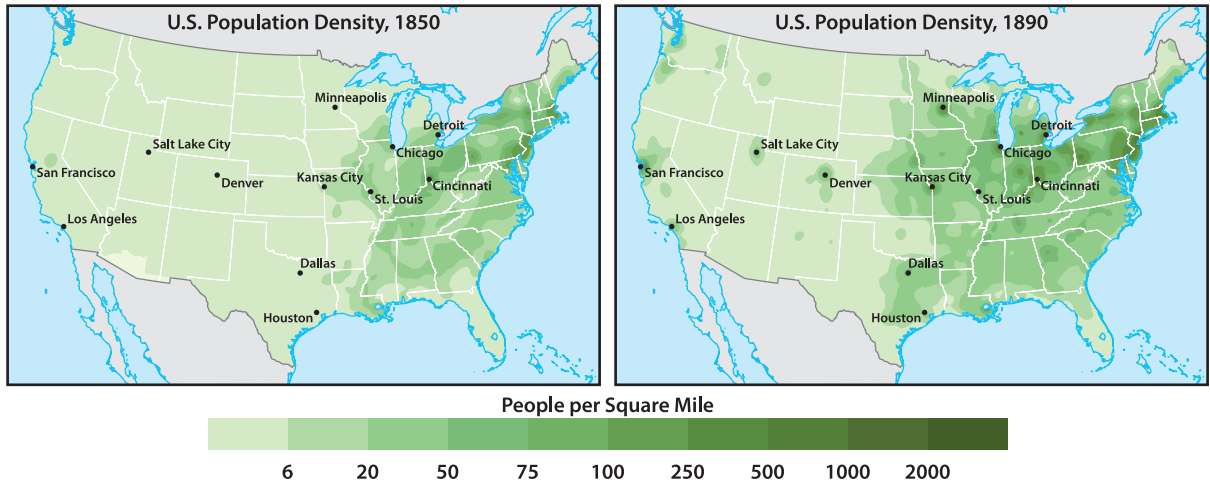 U.S. Population Density, 1850
Minneapolis
Detroit
Salt Lake City
Chicago
San Francisco
Denver
Kansas City
Cincinnati
St. Louis
Los Angeles
Dallas
Houston
U.S. Population Density, 1890
Minneapolis
Detroit
Salt Lake City
Chicago
San Francisco
Denver
Kansas City
Cincinnati
St. Louis
Los Angeles
Dallas
Houston
People per Square Mile
6 20 50 75 100 250 500 1000 2000